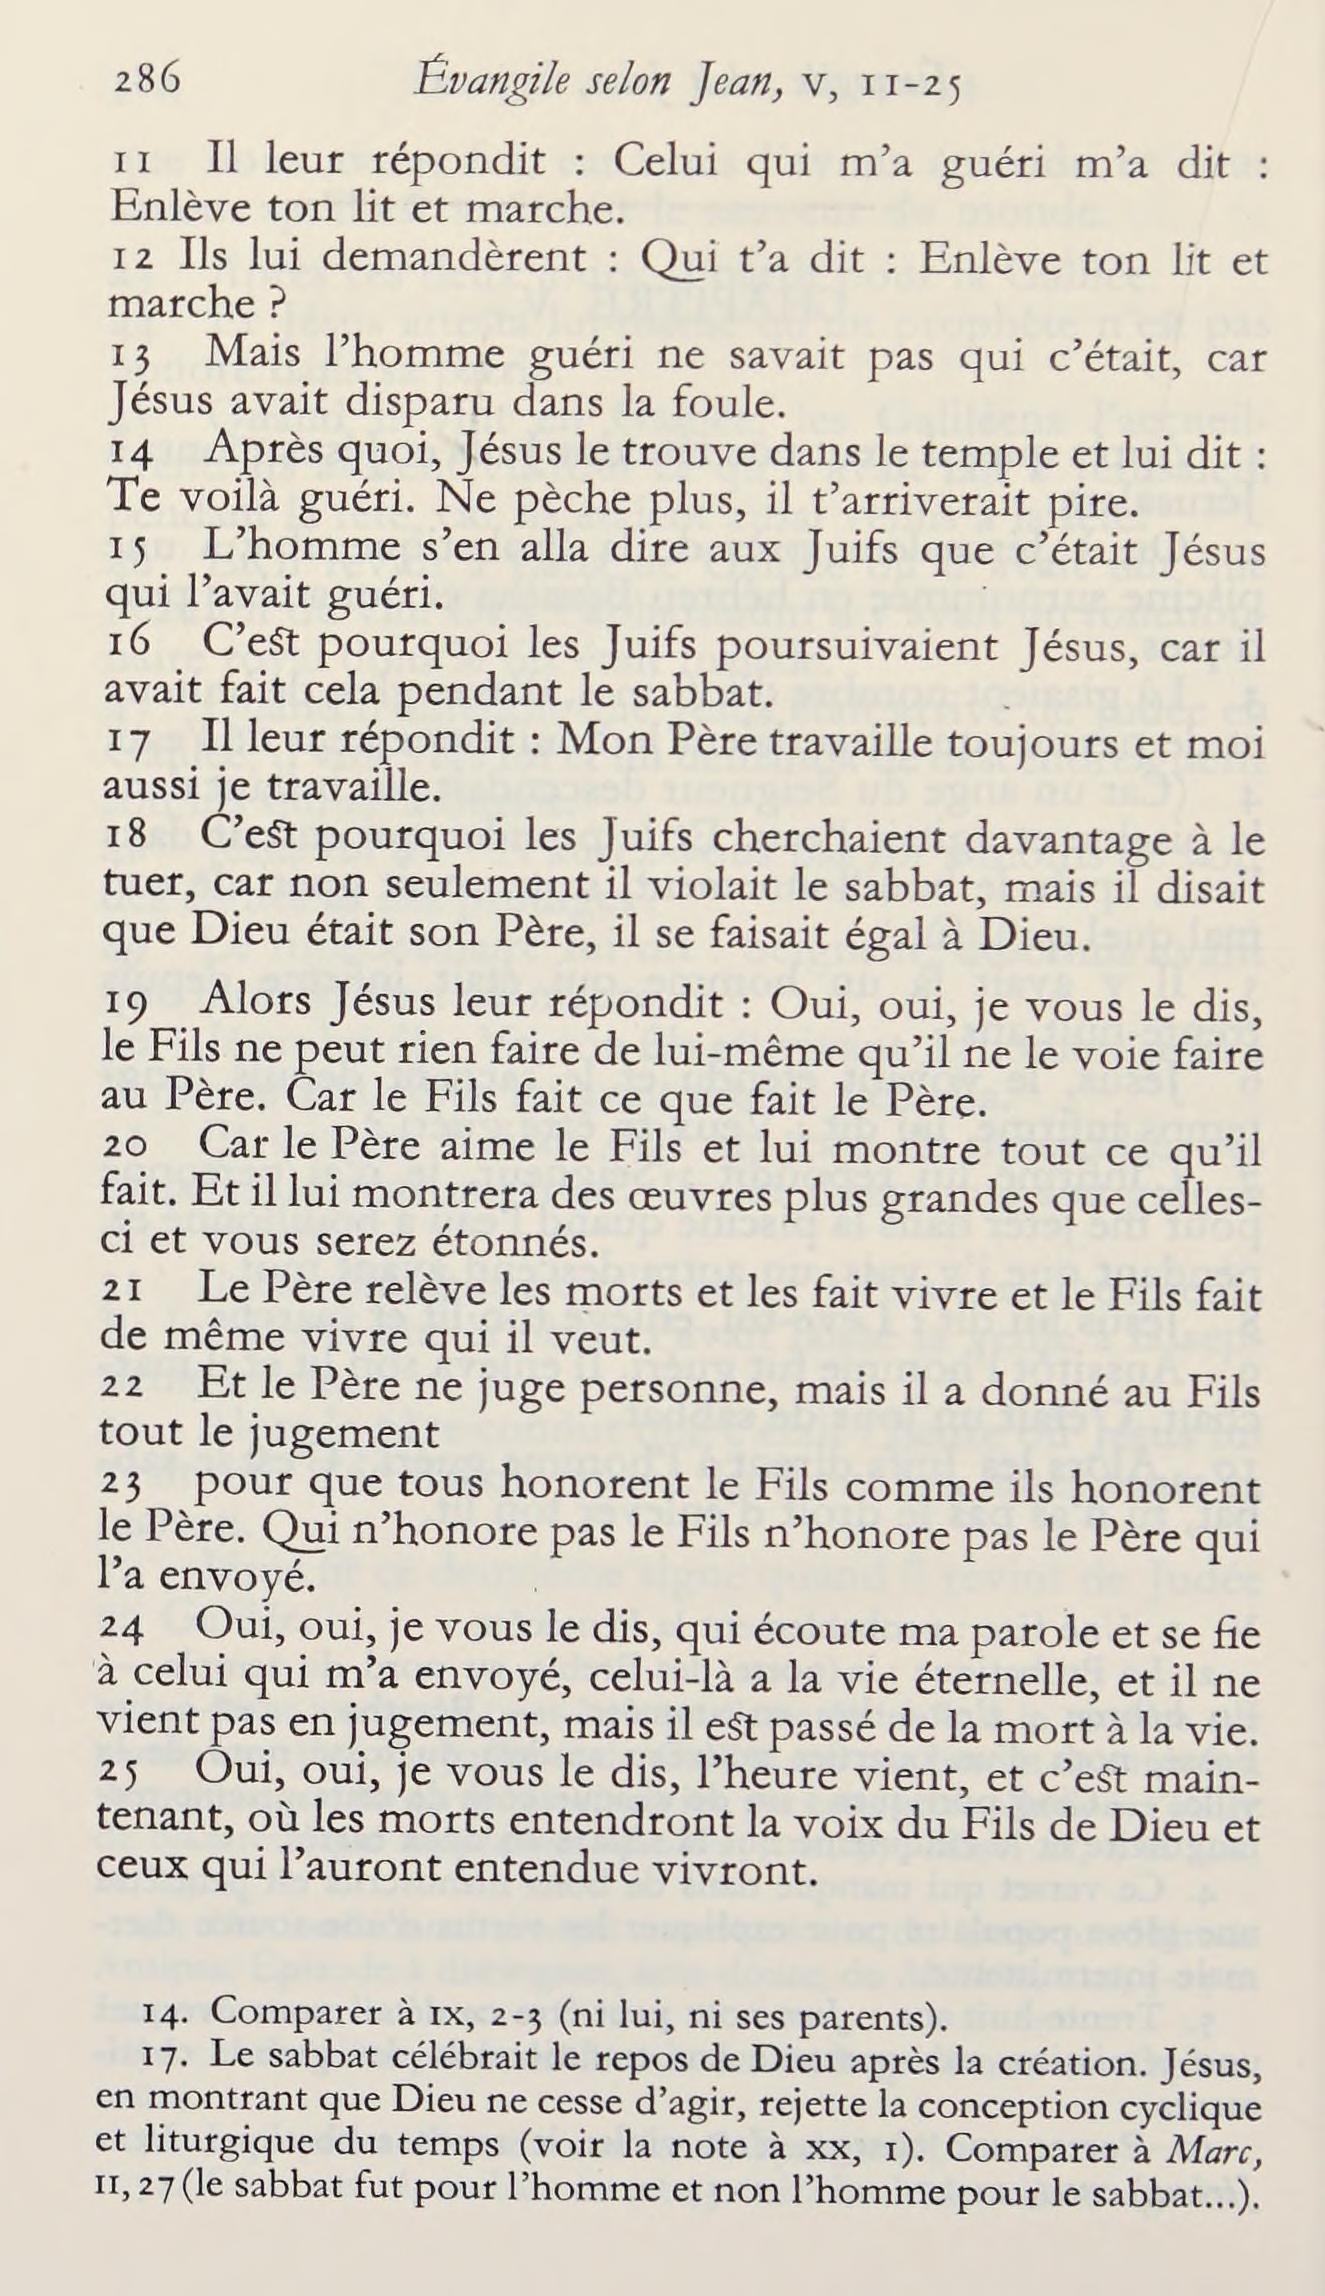 286 Évangile selon Jean, V, 11-25
11 Il leur répondit : Celui qui m’a guéri m’a dit :
Enlève ton lit et marche.
12 Ils lui demandèrent : Qui t’a dit : Enlève ton lit et
marche ?
13 Mais l’homme guéri ne savait pas qui c’était, car
Jésus avait disparu dans la foule.
14 Après quoi, Jésus le trouve dans le temple et lui dit :
Te voilà guéri. Ne pèche plus, il t’arriverait pire.
15 L’homme s’en alla dire aux Juifs que c’était Jésus
qui l’avait guéri.
16 C’est pourquoi les Juifs poursuivaient Jésus, car il
avait fait cela pendant le sabbat.
17 Il leur répondit : Mon Père travaille toujours et moi
aussi je travaille.
18 C’est pourquoi les Juifs cherchaient davantage à le
tuer, car non seulement il violait le sabbat, mais il disait
que Dieu était son Père, il se faisait égal à Dieu.
19 Alors Jésus leur répondit : Oui, oui, je vous le dis,
le Fils ne peut rien faire de lui-même qu’il ne le voie faire
au Père. Car le Fils fait ce que fait le Père.
20 Car le Père aime le Fils et lui montre tout ce qu’il
fait. Et il lui montrera des œuvres plus grandes que celles-
ci et vous serez étonnés.
21 Le Père relève les morts et les fait vivre et le Fils fait
de même vivre qui il veut.
22 Et le Père ne juge personne, mais il a donné au Fils
tout le jugement
23 pour que tous honorent le Fils comme ils honorent
le Père. Qui n’honore pas le Fils n’honore pas le Père qui
l’a envoyé.
24 Oui, oui, je vous le dis, qui écoute ma parole et se fie
à celui qui m’a envoyé, celui-là a la vie éternelle, et il ne
vient pas en jugement, mais il est passé de la mort à la vie.
25 Oui, oui, je vous le dis, l’heure vient, et c’est main-
tenant, où les morts entendront la voix du Fils de Dieu et
ceux qui l’auront entendue vivront.
14. Comparer à IX, 2-3 (ni lui, ni ses parents).
17. Le sabbat célébrait le repos de Dieu après la création. Jésus,
en montrant que Dieu ne cesse d’agir, rejette la conception cyclique
et liturgique du temps (voir la note à XX, 1). Comparer à Marc,
II, 27 (le sabbat fut pour l’homme et non l’homme pour le sabbat...).